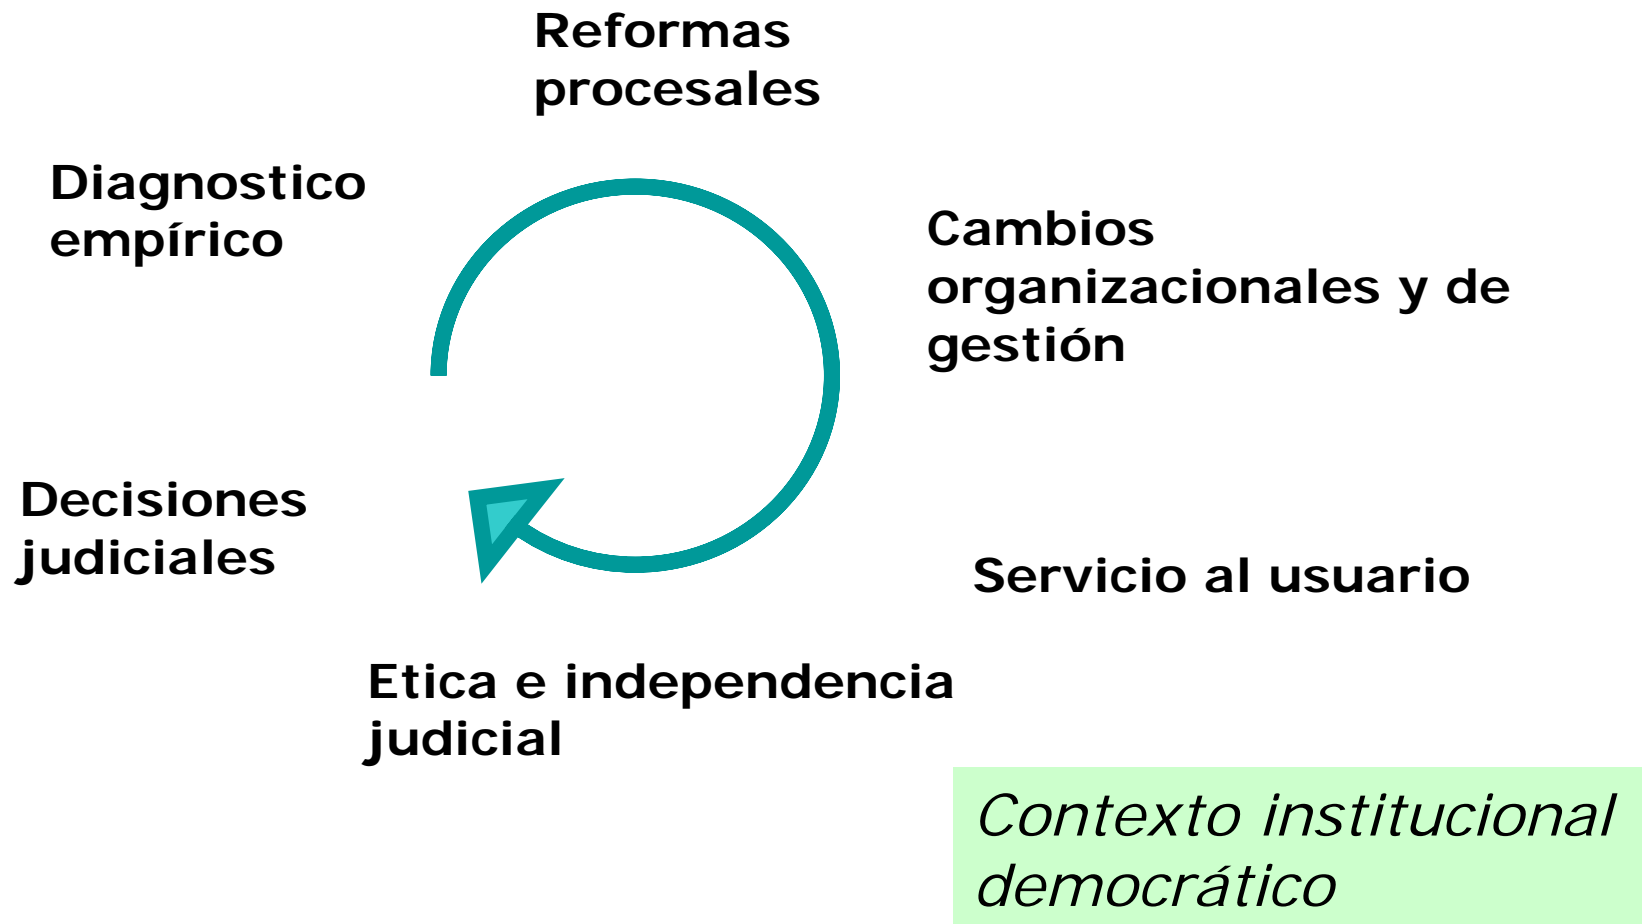 Reformas
procesales
Diagnostico
empírico
Cambios
organizacionales y de
gestión
Decisiones
judiciales
Servicio al usuario
Etica e independencia
judicial
Contexto institucional
democrático